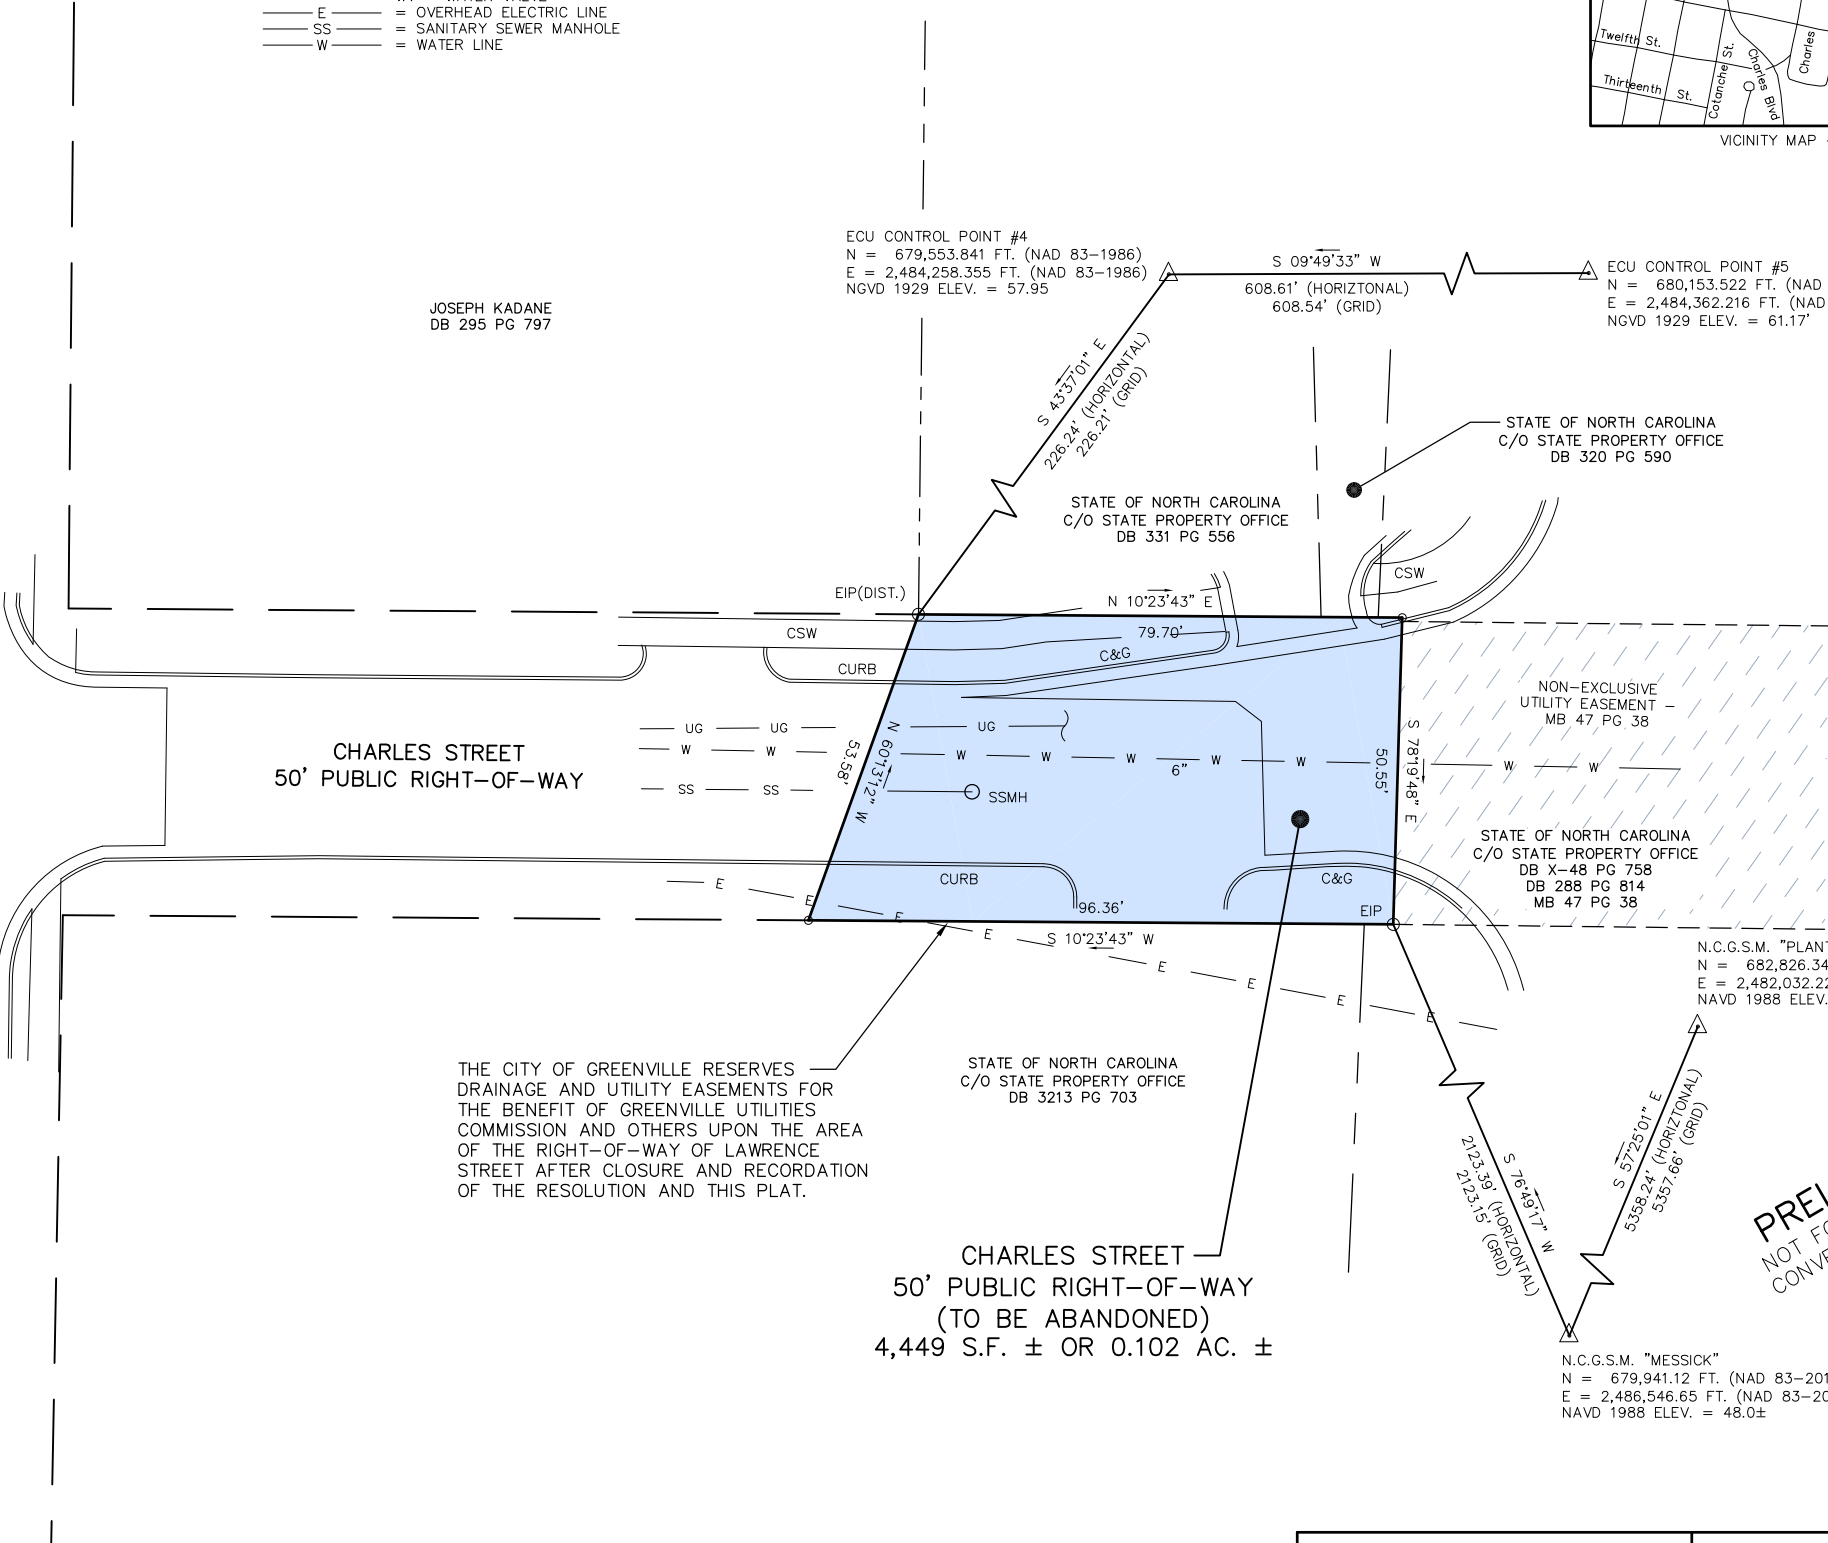 E = OVERHEAD ELECTRIC LINE
SS = SANITARY SEWER MANHOLE
W = WATER LINE
Twelfth St.
Thirteenth St.
Cotanche St.
Charles Blvd
Charles
VICINITY MAP
ECU CONTROL POINT #4
N = 679,553.841 FT. (NAD 83-1986)
E = 2,484,258.355 FT. (NAD 83-1986)
NGVD 1929 ELEV. = 57.95
S 09°49'33" W
608.61' (HORIZTONAL)
608.54' (GRID)
ECU CONTROL POINT #5
N = 680,153.522 FT. (NAD
E = 2,484,362.216 FT. (NAD
NGVD 1929 ELEV. = 61.17'
JOSEPH KADANE
DB 295 PG 797
S 43°37'01" E
226.24' (HORIZONTAL)
226.21' (GRID)
STATE OF NORTH CAROLINA
C/O STATE PROPERTY OFFICE
DB 320 PG 590
STATE OF NORTH CAROLINA
C/O STATE PROPERTY OFFICE
DB 331 PG 556
CSW
EIP(DIST.)
N 10°23'43" E
79.70'
CSW
C&G
CURB
NON-EXCLUSIVE
UTILITY EASEMENT -
MB 47 PG 38
CHARLES STREET
50' PUBLIC RIGHT-OF-WAY
UG UG UG
W W W W W W W W W
6"
SS SS
SSMH
N 60°13'12" W
53.58'
S 78°19'48" E
50.55'
STATE OF NORTH CAROLINA
C/O STATE PROPERTY OFFICE
DB X-48 PG 758
DB 288 PG 814
MB 47 PG 38
CURB
C&G
EIP
96.36'
S 10°23'43" W
E E E E E E E E
N.C.G.S.M. "PLANT
N = 682,826.34
E = 2,482,032.22
NAVD 1988 ELEV.
THE CITY OF GREENVILLE RESERVES
DRAINAGE AND UTILITY EASEMENTS FOR
THE BENEFIT OF GREENVILLE UTILITIES
COMMISSION AND OTHERS UPON THE AREA
OF THE RIGHT-OF-WAY OF LAWRENCE
STREET AFTER CLOSURE AND RECORDATION
OF THE RESOLUTION AND THIS PLAT.
STATE OF NORTH CAROLINA
C/O STATE PROPERTY OFFICE
DB 3213 PG 703
S 57°25'01" E
5358.24' (HORIZTONAL)
5357.66' (GRID)
S 76°49'17" W
2123.39' (HORIZONTAL)
2123.15' (GRID)
NOT FO
CHARLES STREET
50' PUBLIC RIGHT-OF-WAY
(TO BE ABANDONED)
4,449 S.F. ± OR 0.102 AC. ±
N.C.G.S.M. "MESSICK"
N = 679,941.12 FT. (NAD 83-201
E = 2,486,546.65 FT. (NAD 83-20
NAVD 1988 ELEV. = 48.0±